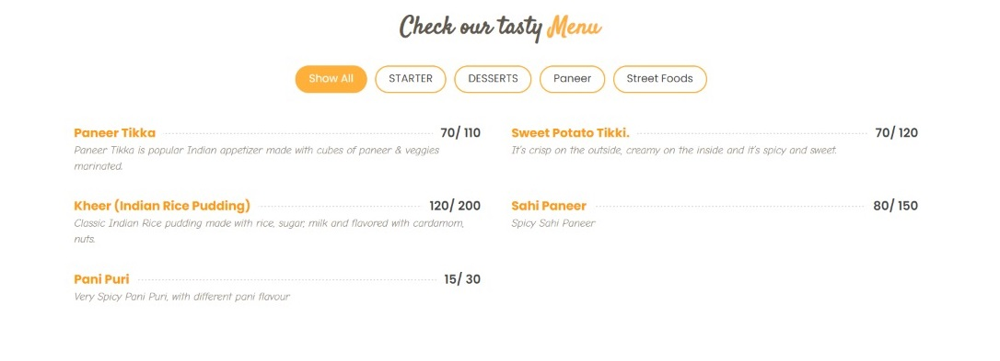 Check our tasty Menu
Show All STARTER DESSERTS Paneer Street Foods
Paneer Tikka 70/ 110
Paneer Tikka is popular Indian appetizer made with cubes of paneer & veggies
marinated.
Sweet Potato Tikki. 70/ 120
It's crisp on the outside, creamy on the inside and it's spicy and sweet.
Kheer (Indian Rice Pudding) 120/ 200
Classic Indian Rice pudding made with rice, sugar, milk and flavored with cardamom,
nuts.
Sahi Paneer 80/ 150
Spicy Sahi Paneer
Pani Puri 15/ 30
Very Spicy Pani Puri, with different pani flavour